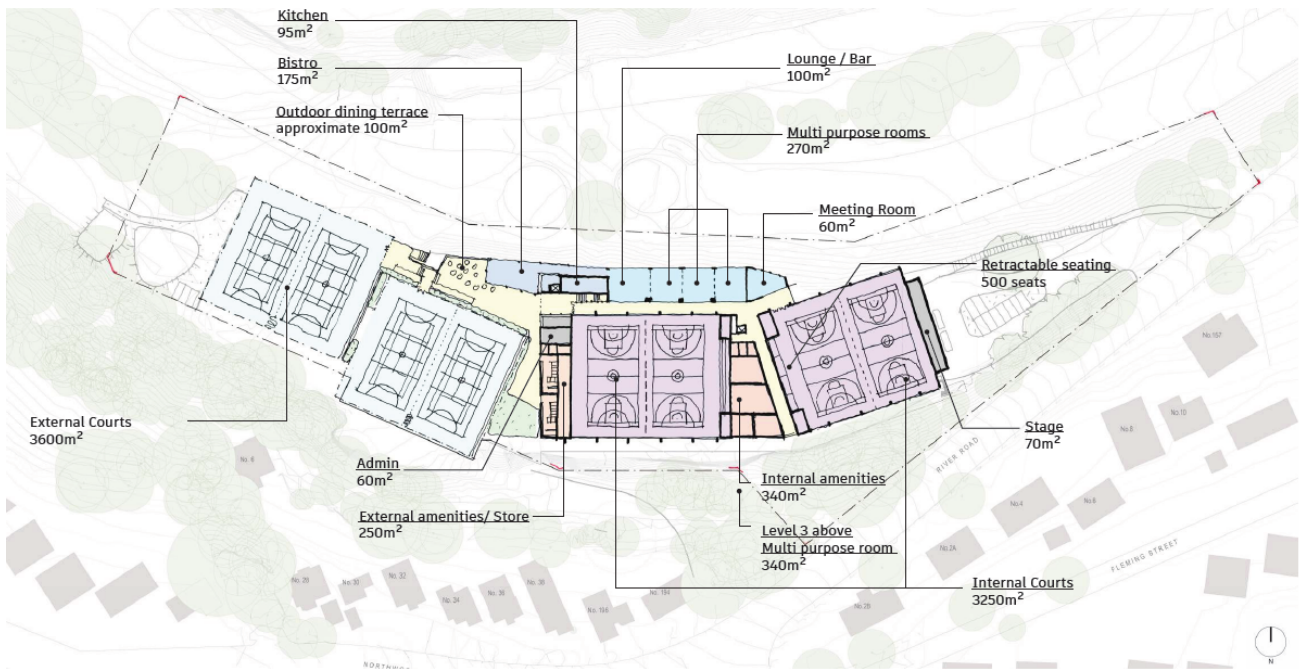 Kitchen
95m²
Bistro
175m²
Outdoor dining terrace
approximate 100m²
Lounge / Bar
100m²
Multi purpose rooms
270m²
Meeting Room
60m²
Retractable seating
500 seats
External Courts
3600m²
Admin
60m²
External amenities/ Store
250m²
Internal amenities
340m²
Level 3 above
Multi purpose room
340m²
Stage
70m²
Internal Courts
3250m²
RIVER ROAD
FLEMING STREET
No. 6
No. 28
No. 30
No. 32
No. 24
No. 36
No. 38
No. 196
No. 194
No. 2B
No. 2A
No. 4
No. 6
No. 8
No. 10
No. 157
N